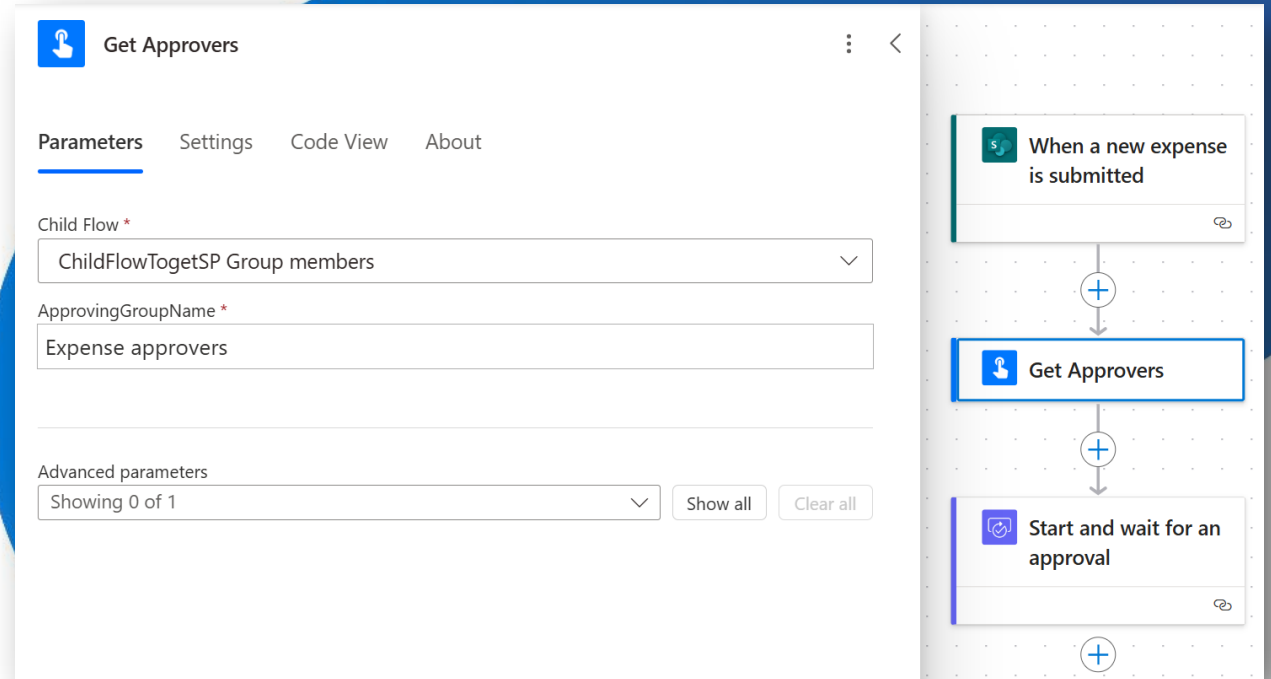 Get Approvers
Parameters Settings Code View About
Child Flow *
ChildFlowTogetSP Group members
ApprovingGroupName *
Expense approvers
Advanced parameters
Showing 0 of 1 Show all Clear all
S
When a new expense
is submitted
Get Approvers
Start and wait for an
approval